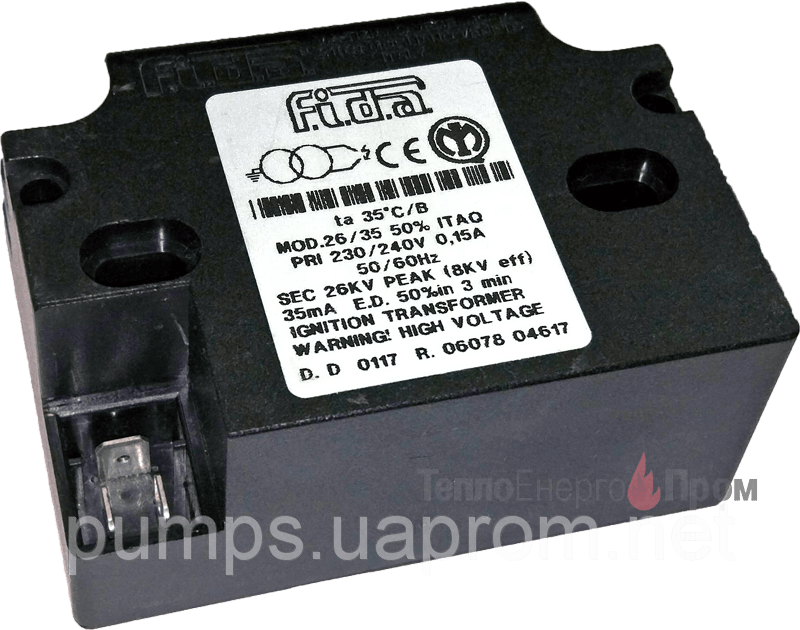 f.i.d.a
f.i.d.a
CE
ta 35°C/B
MOD.26/35 50% ITAQ
PRI 230/240V 0,15A
50/60Hz
SEC 26KV PEAK (8KV eff)
35mA E.D. 50%in 3 min
IGNITION TRANSFORMER
WARNING! HIGH VOLTAGE
D. D 0117 R. 06078 04617
ТеплоЕнергоПром
pumps.uaprom.net